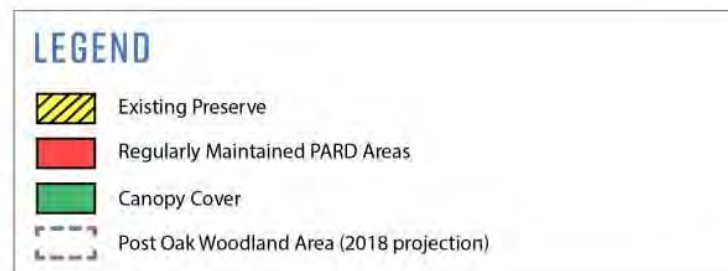 LEGEND
Existing Preserve
Regularly Maintained PARD Areas
Canopy Cover
Post Oak Woodland Area (2018 projection)